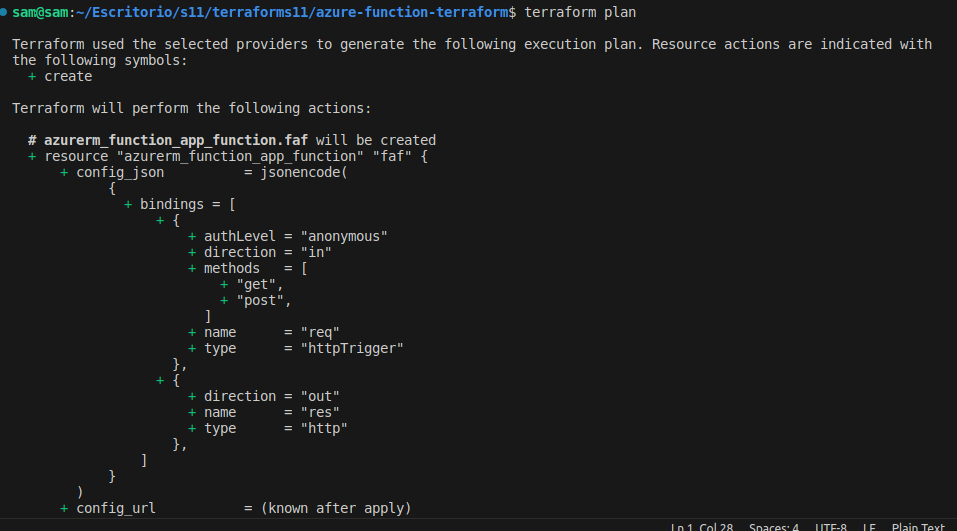 sam@sam:~/Escritorio/s11/terraforms11/azure-function-terraform$ terraform plan
Terraform used the selected providers to generate the following execution plan. Resource actions are indicated with
the following symbols:
+ create
Terraform will perform the following actions:
# azurerm_function_app_function.faf will be created
+ resource "azurerm_function_app_function" "faf" {
+ config_json = jsonencode(
{
+ bindings = [
+ {
+ authLevel = "anonymous"
+ direction = "in"
+ methods = [
+ "get",
+ "post",
]
+ name = "req"
+ type = "httpTrigger"
},
+ {
+ direction = "out"
+ name = "res"
+ type = "http"
},
]
}
)
+ config_url = (known after apply)
Ln 1, Col 28 Spaces: 4 UTF-8 LF Plain Text